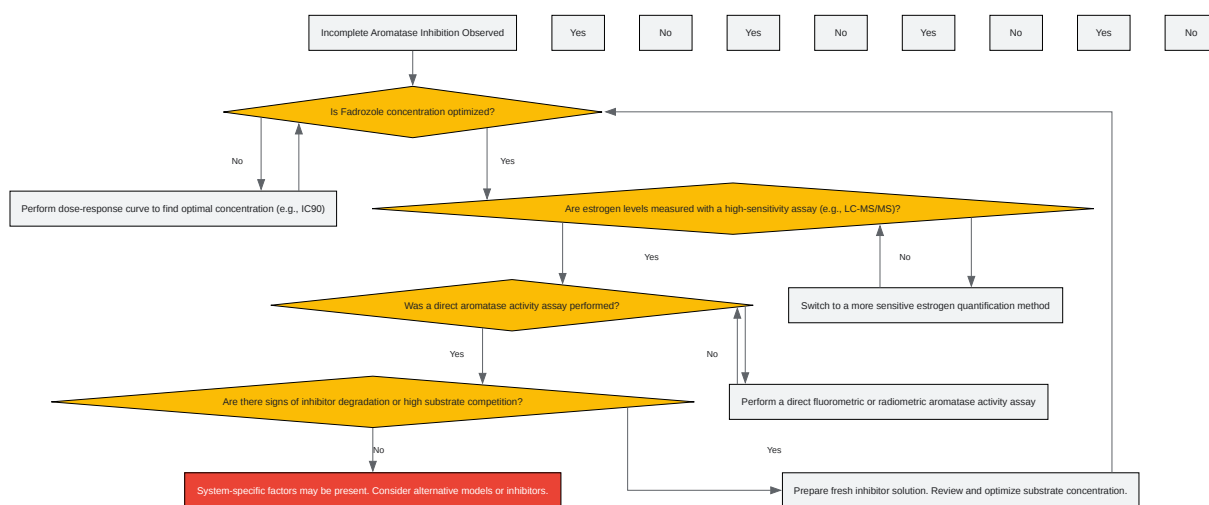 Incomplete Aromatase Inhibition Observed
Yes
No
Yes
No
Yes
No
Yes
No
Is Fadrozole concentration optimized?
No
Yes
Perform dose-response curve to find optimal concentration (e.g., IC90)
Are estrogen levels measured with a high-sensitivity assay (e.g., LC-MS/MS)?
Yes
No
Was a direct aromatase activity assay performed?
Switch to a more sensitive estrogen quantification method
Yes
No
Are there signs of inhibitor degradation or high substrate competition?
Perform a direct fluorometric or radiometric aromatase activity assay
No
Yes
System-specific factors may be present. Consider alternative models or inhibitors.
Prepare fresh inhibitor solution. Review and optimize substrate concentration.